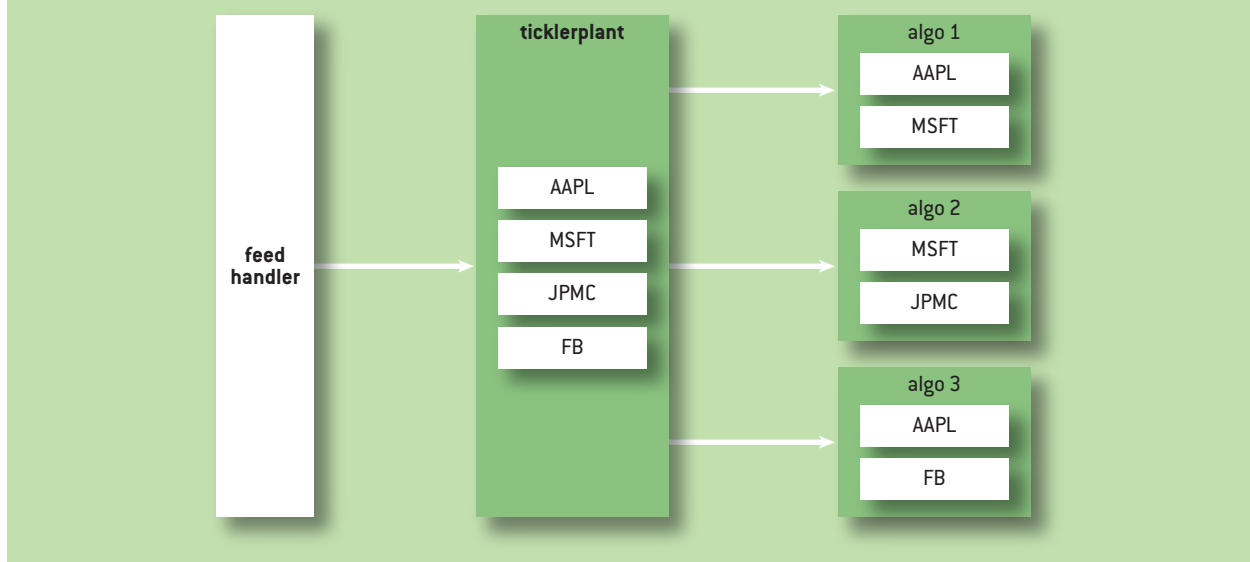 feed
handler
ticklerplant
AAPL
MSFT
JPMC
FB
algo 1
AAPL
MSFT
algo 2
MSFT
JPMC
algo 3
AAPL
FB